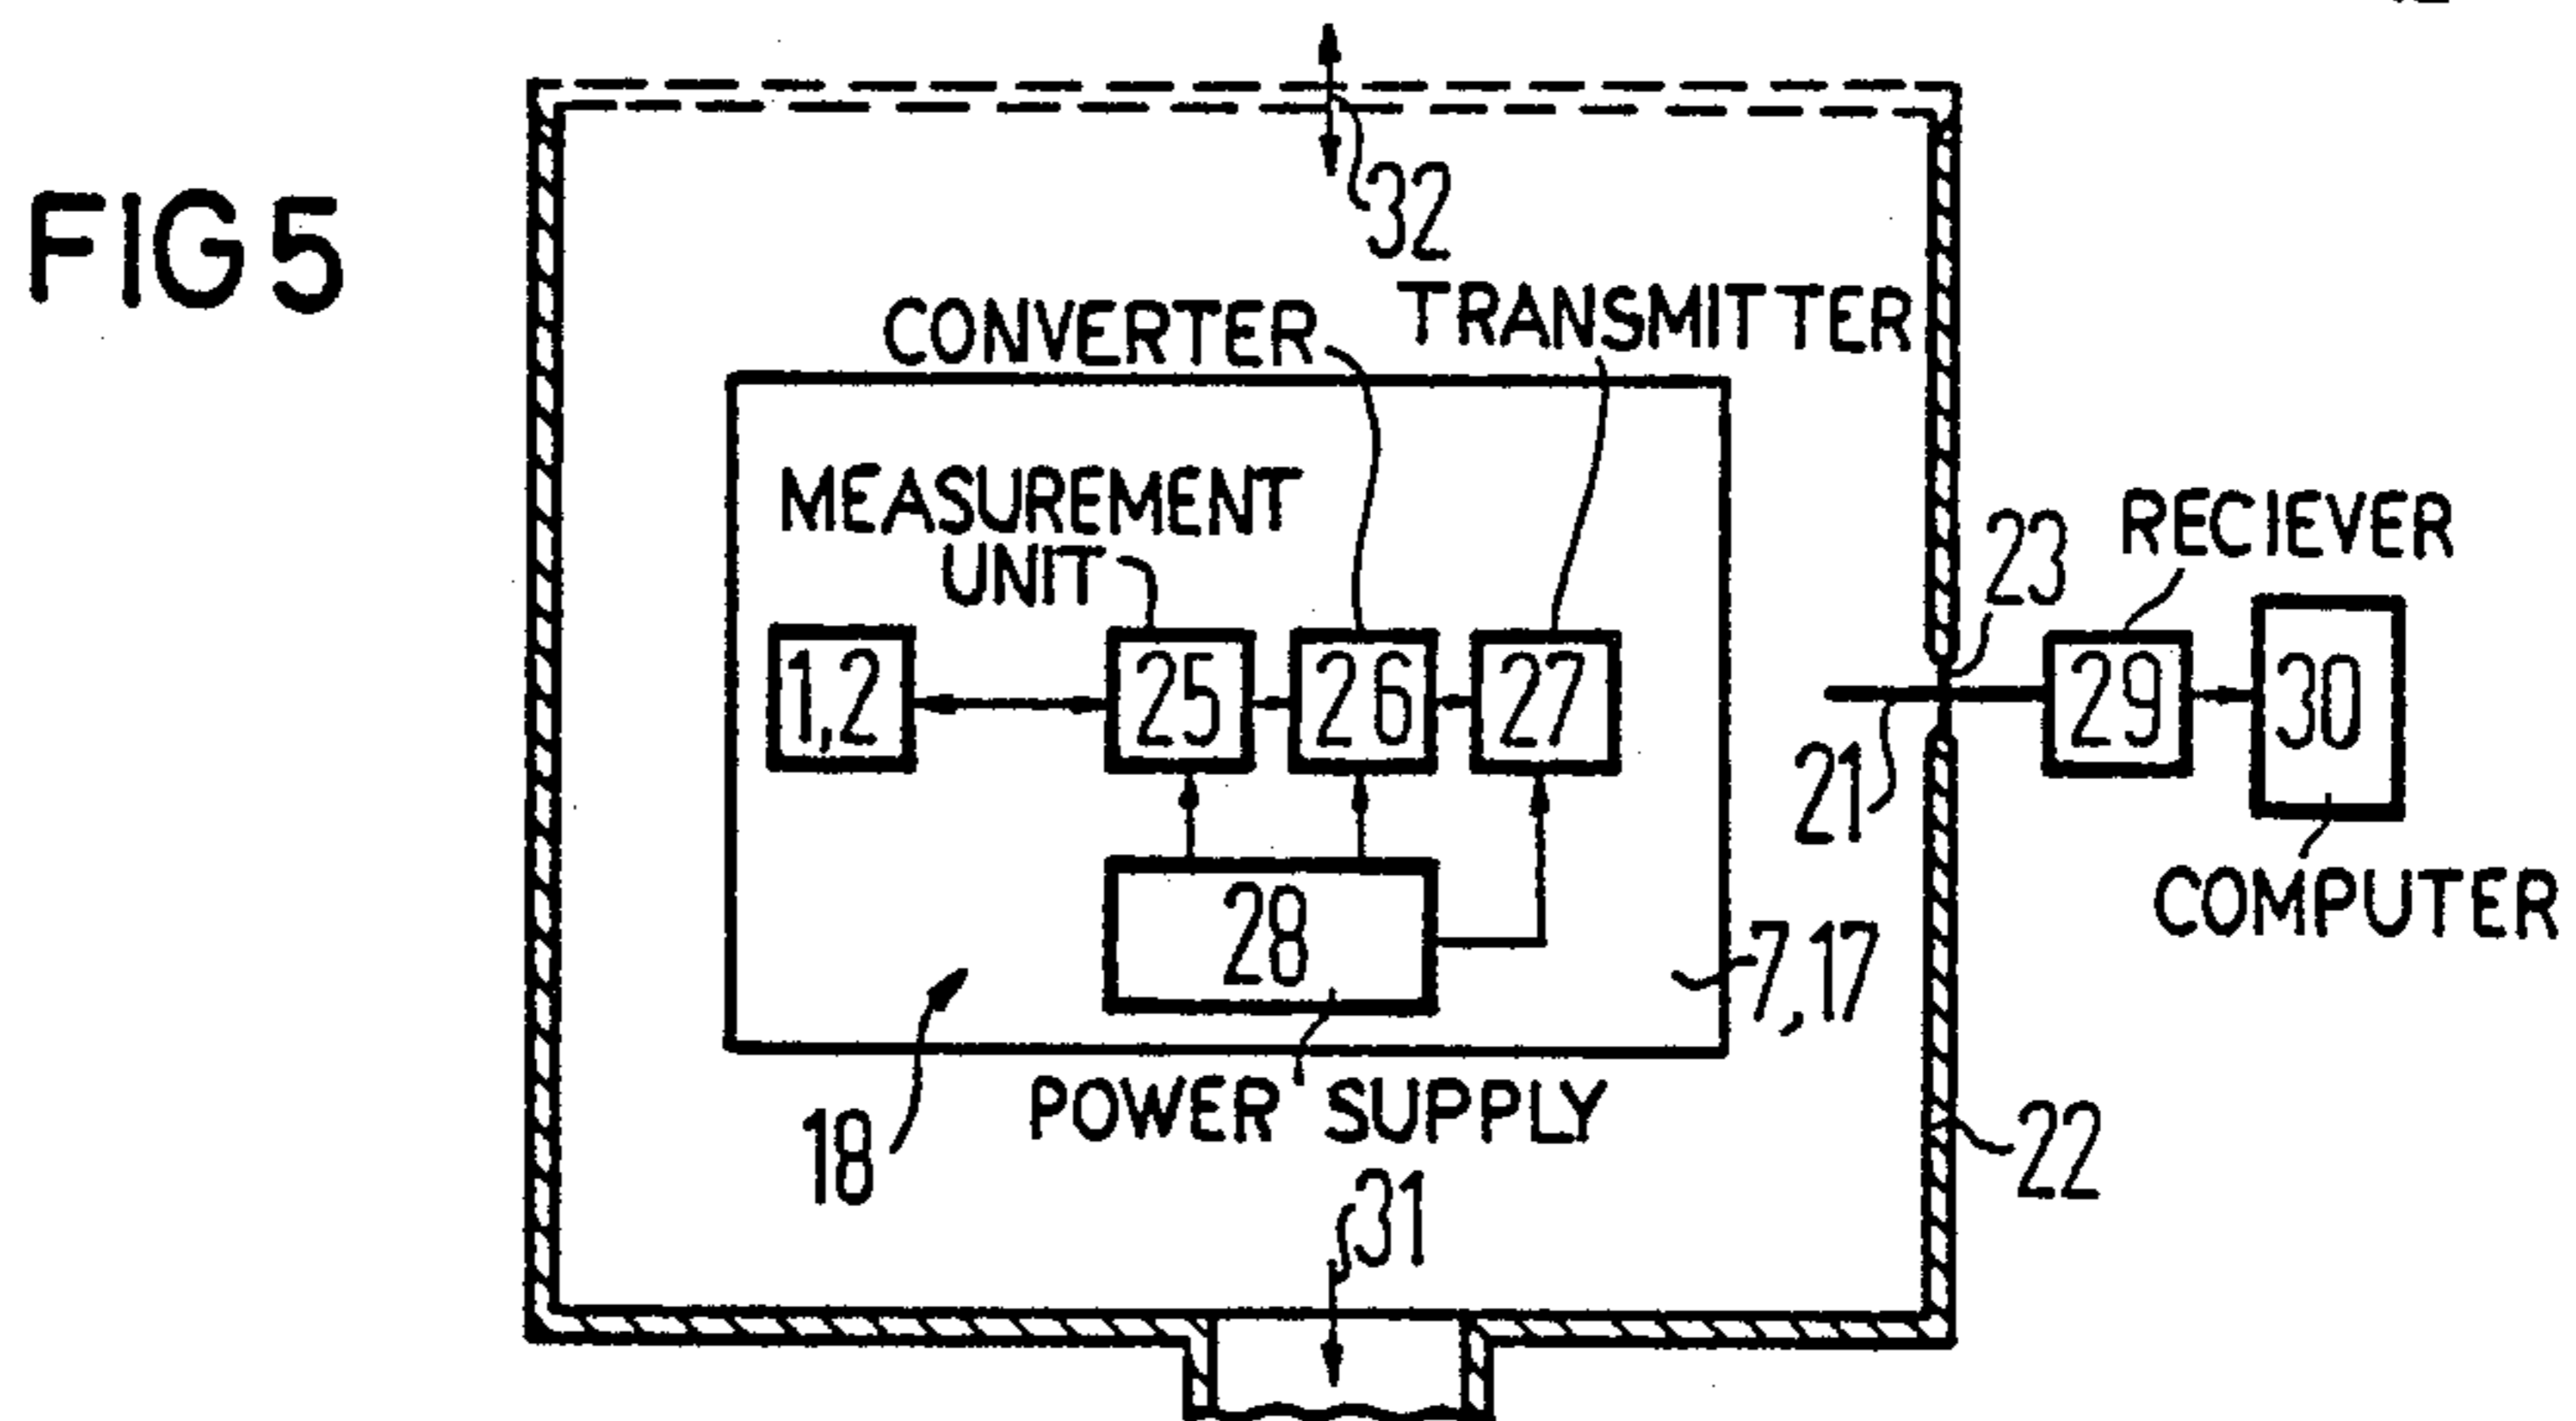 FIG 5
32
TRANSMITTER
CONVERTER
MEASUREMENT
UNIT
RECIEVER
23
1,2
25
26
27
29
30
21
COMPUTER
28
7,17
18
POWER SUPPLY
22
31